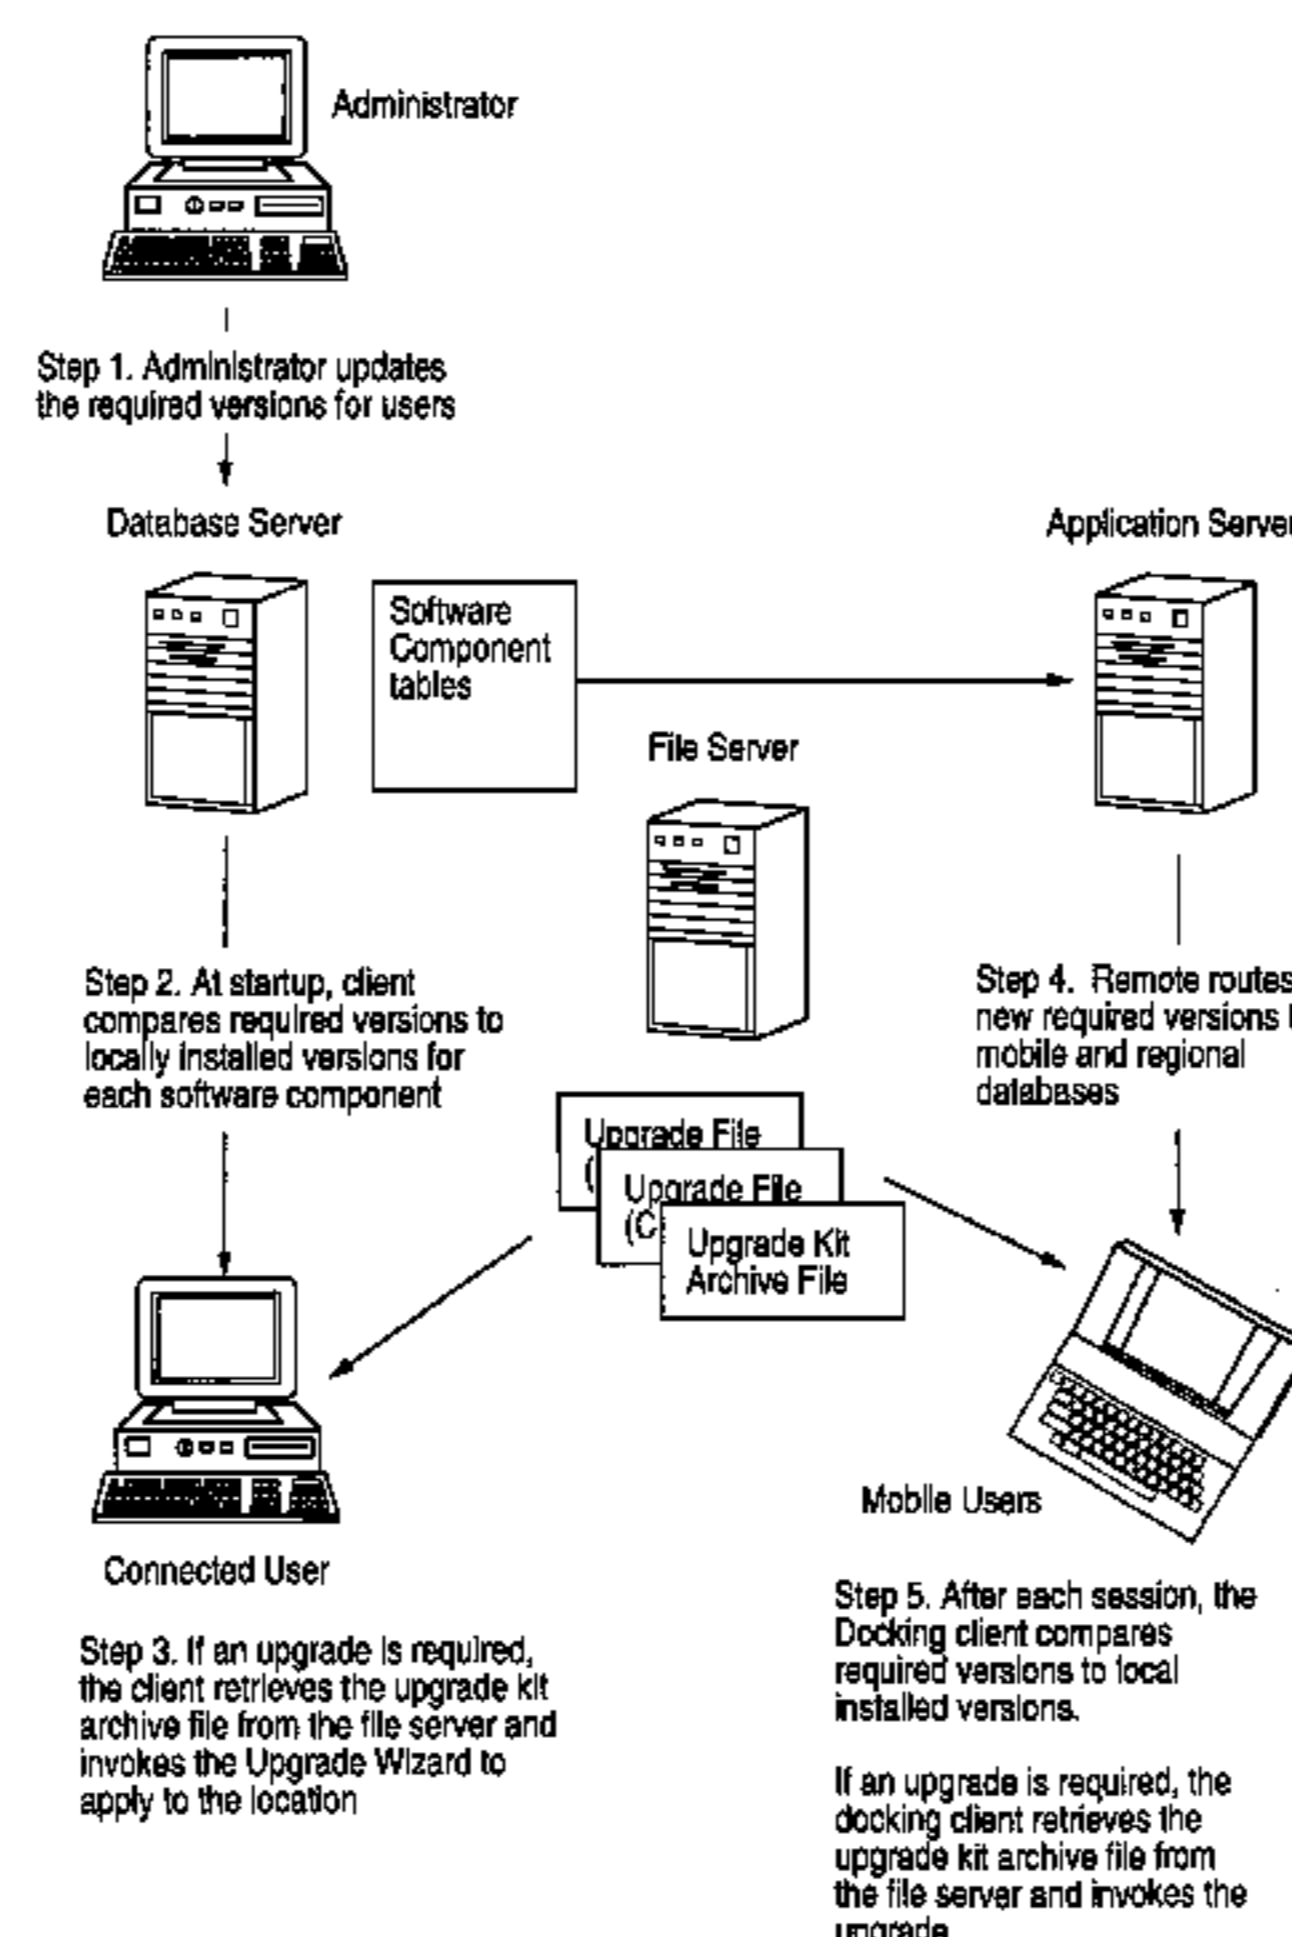 Administrator
Step 1. Administrator updates
the required versions for users
Database Server
Application Server
Software
Component
tables
File Server
Step 2. At startup, client
compares required versions to
locally installed versions for
each software component
Step 4. Remote routes
new required versions
mobile and regional
databases
Upgrade File
(
Upgrade File
(C
Upgrade Kit
Archive File
Mobile Users
Connected User
Step 3. If an upgrade is required,
the client retrieves the upgrade kit
archive file from the file server and
invokes the Upgrade Wizard to
apply to the location
Step 5. After each session, the
Docking client compares
required versions to local
installed versions.
If an upgrade is required, the
docking client retrieves the
upgrade kit archive file from
the file server and invokes the
upgrade